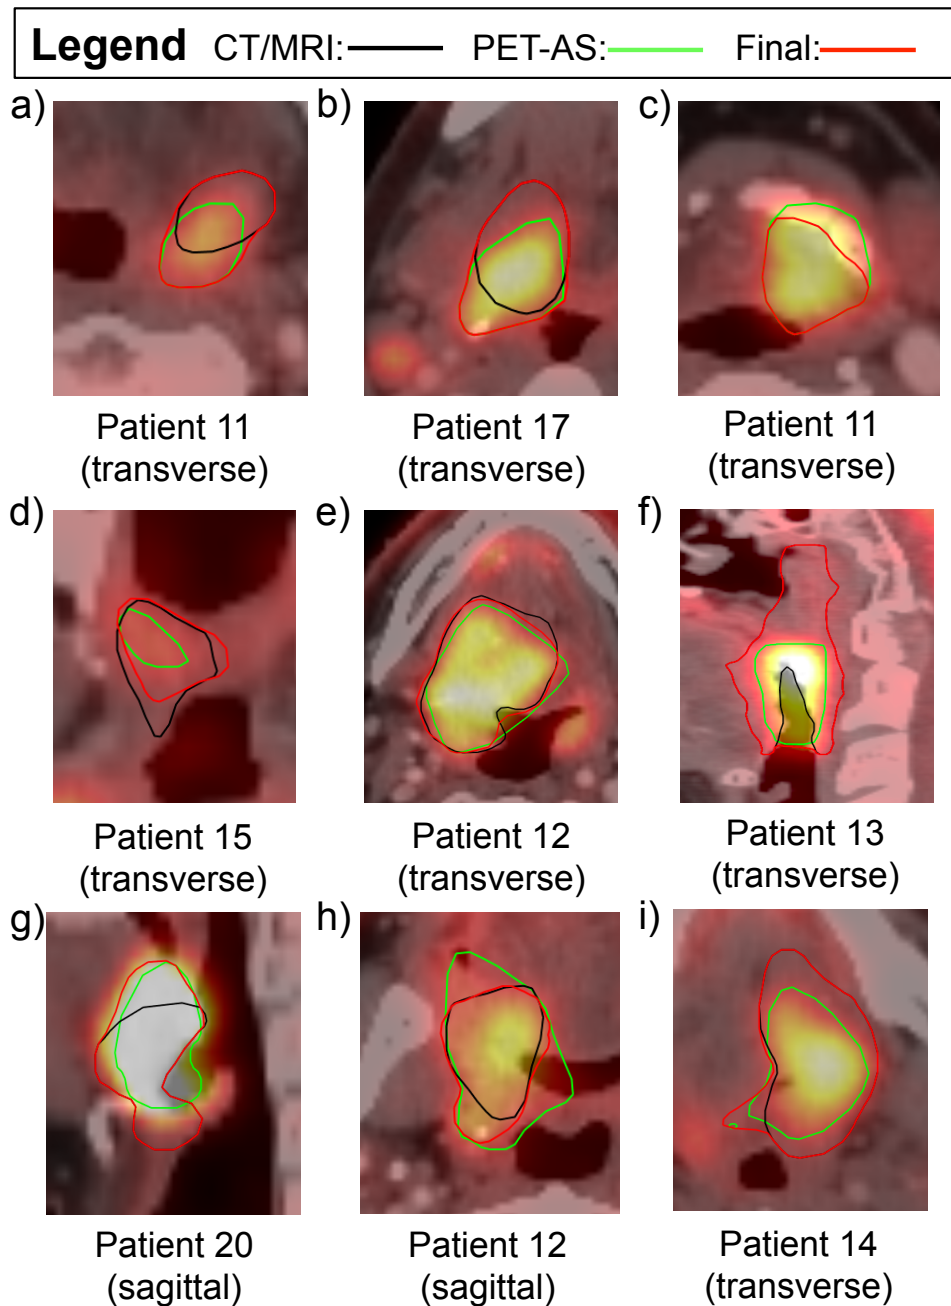 Legend CT/MRI: PET-AS: Final:
a) b) c)
Patient 11 Patient 17 Patient 11
(transverse) (transverse) (transverse)
d) e) f)
Patient 15 Patient 12 Patient 13
(transverse) (transverse) (transverse)
g) h) i)
Patient 20 Patient 12 Patient 14
(sagittal) (sagittal) (transverse)